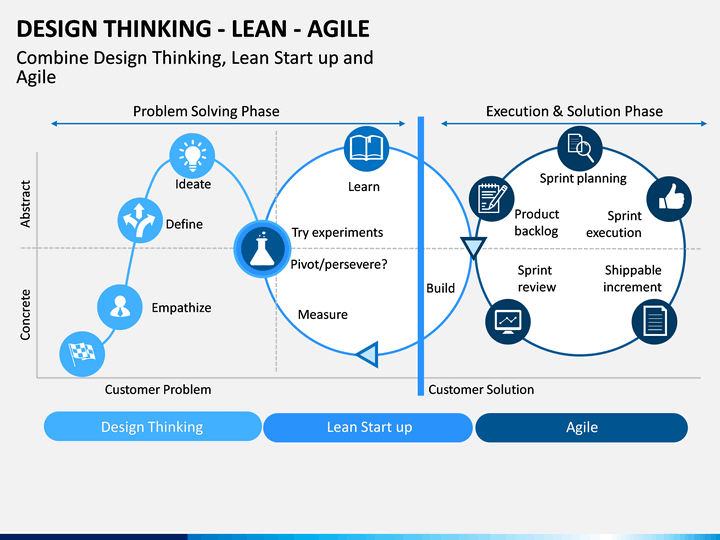 DESIGN THINKING - LEAN - AGILE
Combine Design Thinking, Lean Start up and
Agile
Problem Solving Phase
Execution & Solution Phase
Abstract
Concrete
Ideate
Define
Empathize
Learn
Try experiments
Pivot/persevere?
Measure
Build
Sprint planning
Product
backlog
Sprint
execution
Sprint
review
Shippable
increment
Customer Problem
Customer Solution
Design Thinking
Lean Start up
Agile